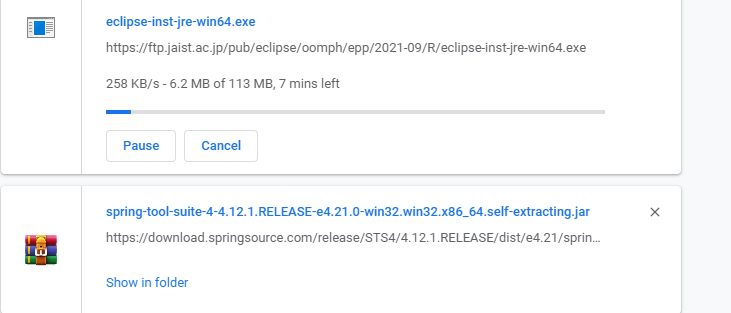 eclipse-inst-jre-win64.exe
https://ftp.jaist.ac.jp/pub/eclipse/oomph/epp/2021-09/R/eclipse-inst-jre-win64.exe
258 KB/s - 6.2 MB of 113 MB, 7 mins left
Pause Cancel
spring-tool-suite-4-4.12.1.RELEASE-e4.21.0-win32.win32.x86_64.self-extracting.jar
https://download.springsource.com/release/STS4/4.12.1.RELEASE/dist/e4.21/sprin…
Show in folder